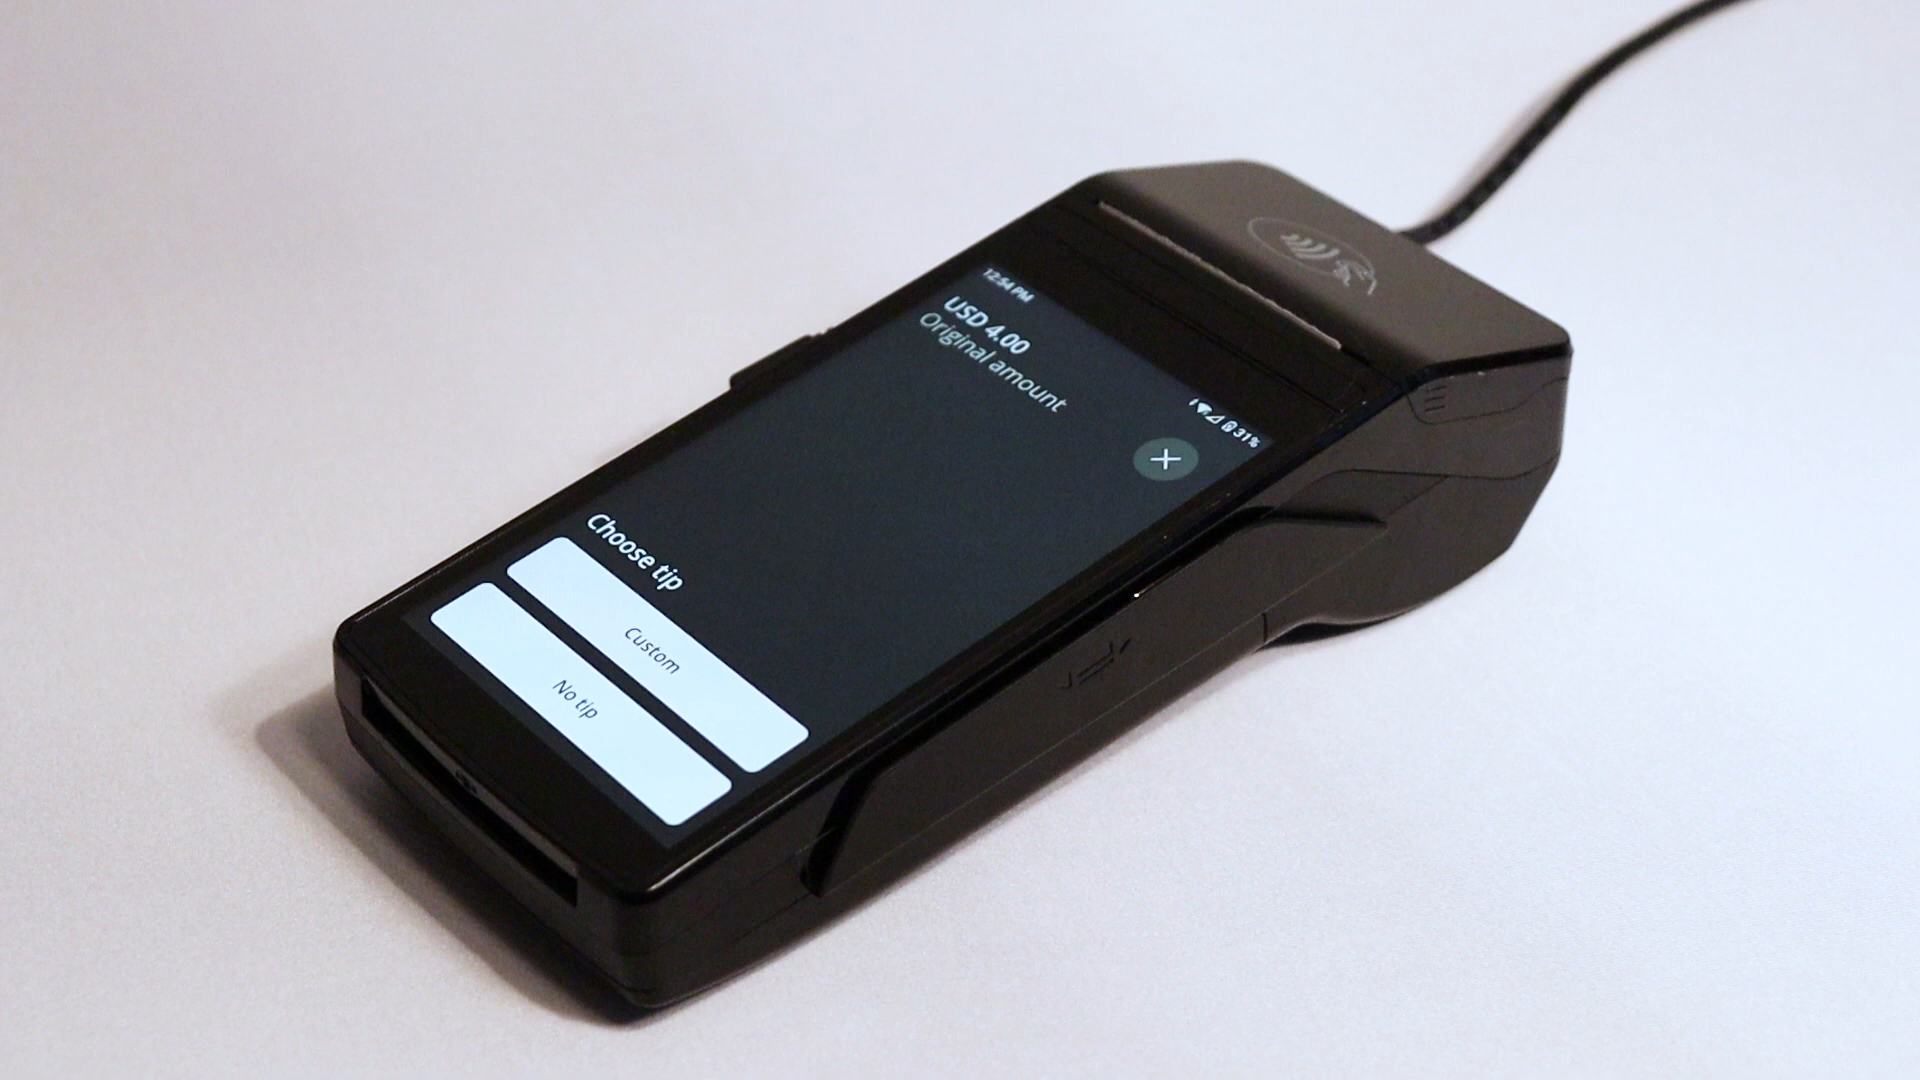 12:54 PM
31%
USD 4.00
Original amount
Choose tip
Custom
No tip